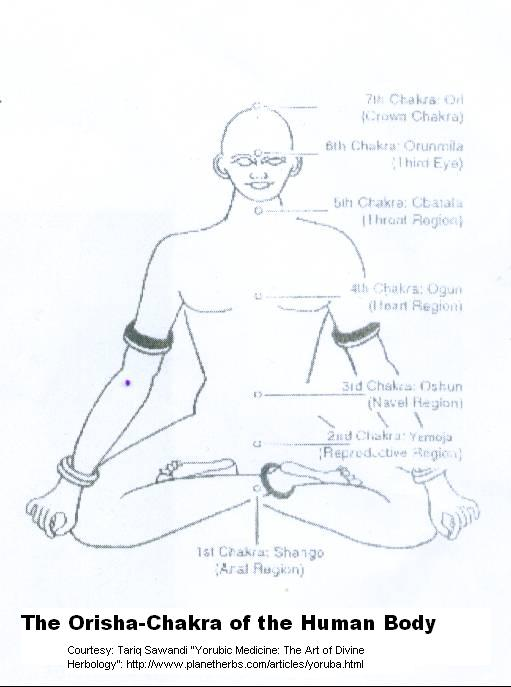 7th Chakra: Ori
(Crown Chakra)
6th Chakra: Orunmila
(Third Eye)
5th Chakra: Obatala
(Throat Region)
4th Chakra: Ogun
(Heart Region)
3rd Chakra: Oshun
(Navel Region)
2nd Chakra: Yemoja
(Reproductive Region)
1st Chakra: Shango
(Anal Region)
The Orisha-Chakra of the Human Body
Courtesy: Tariq Sawandi "Yorubic Medicine: The Art of Divine
Herbology": http://www.planetherbs.com/articles/yoruba.html